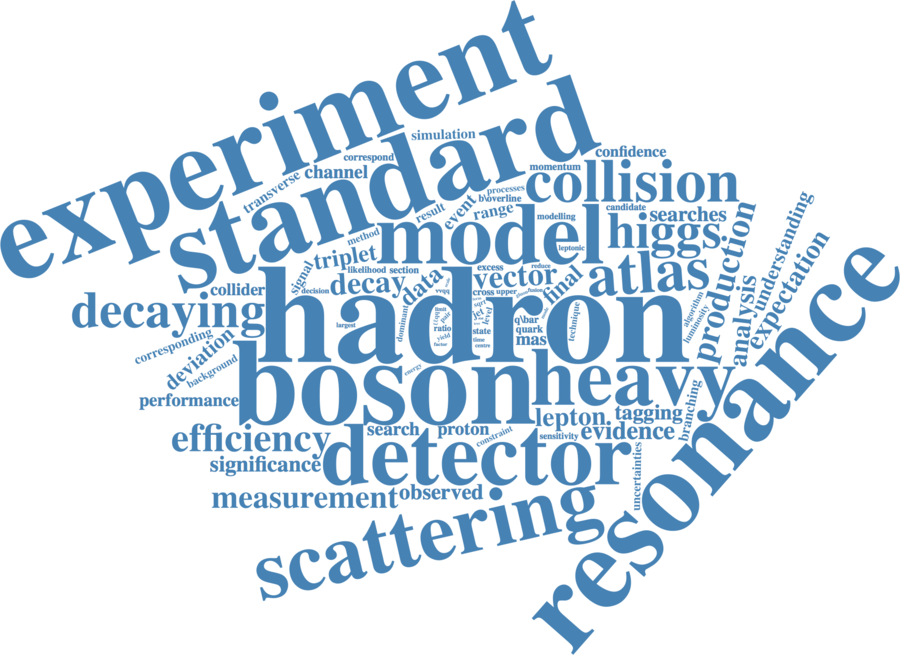 experiment
standard
simulation
correspond
channel
transverse
confidence
momentum
collision
processes
b\overline
event
range
result
candidate
modelling
searches
model
higgs
leptonic
method
triplet
signal
likelihood
section
decay
data
excess
reduce
vector
final
atlas
production
understanding
expectation
analysis
algorithm
luminosity
collider
decision
decaying
largest
hadron
dominant
cross
upper
jet
level
state
time
centre
ratio
yield
factor
pair
q\bar
quark
mas
technique
corresponding
deviation
background
performance
energy
boson
heavy
resonance
branching
lepton
tagging
efficiency
search
proton
constraint
sensitivity
evidence
significance
detector
uncertainties
measurement
observed
scattering